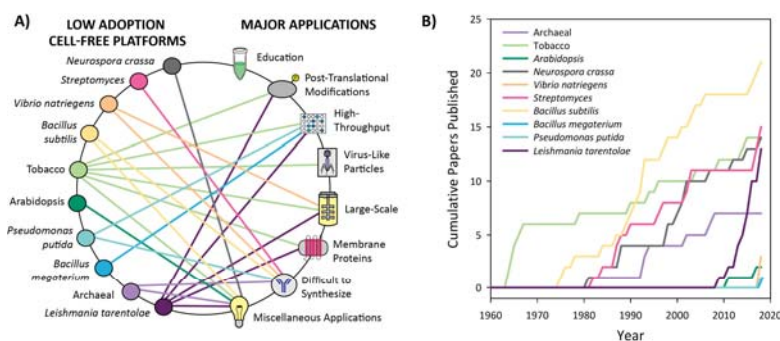 A)
LOW ADOPTION
CELL-FREE PLATFORMS
MAJOR APPLICATIONS
Neurospora crassa
Streptomyces
Vibrio natriegens
Bacillus
subtilis
Tobacco
Arabidopsis
Pseudomonas
putida
Bacillus
megaterium
Archaeal
Leishmania tarentolae
Education
Post-Translational
Modifications
High-
Throughput
Virus-Like
Particles
Large-Scale
Membrane
Proteins
Difficult to
Synthesize
Miscellaneous Applications
B)
Cumulative Papers Published
25
20
15
10
5
0
1960
1970
1980
1990
2000
2010
2020
Year
Archaeal
Tobacco
Arabidopsis
Neurospora crassa
Vibrio natriegens
Streptomyces
Bacillus subtilis
Bacillus megaterium
Pseudomonas putida
Leishmania tarentolae